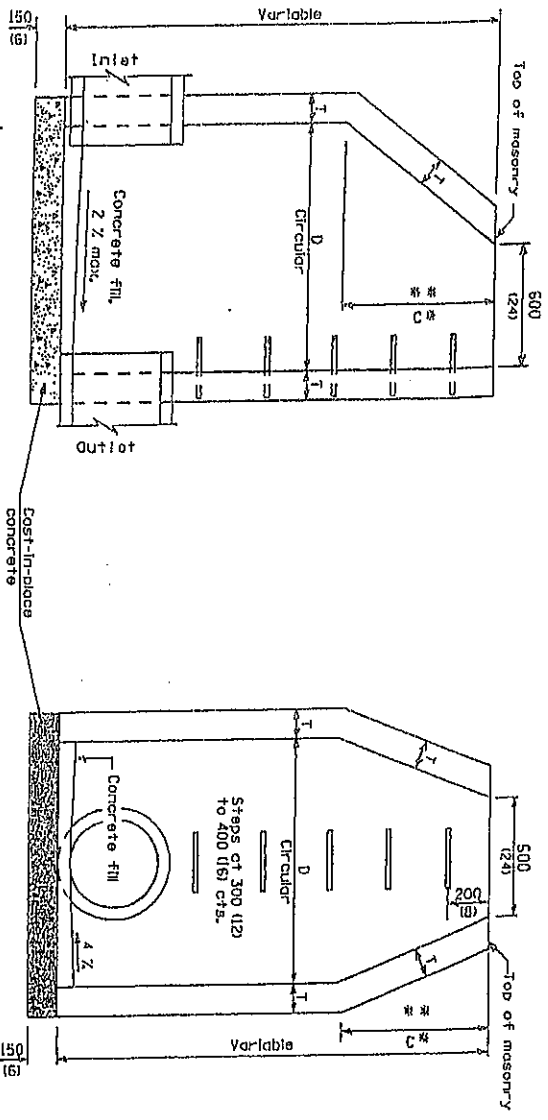 Top of masonry
600
(24)
Variable
T
C*
**
D
Circular
T
T
Inlet
Concrete fill,
2 % max.
Outlet
150
(6)
Cast-in-place
concrete
600
(24)
Top of masonry
200
(8)
T
T
C*
**
Variable
D
Circular
T
T
Steps at 300 (12)
to 400 (16) cts.
Concrete fill
4 %
150
(6)